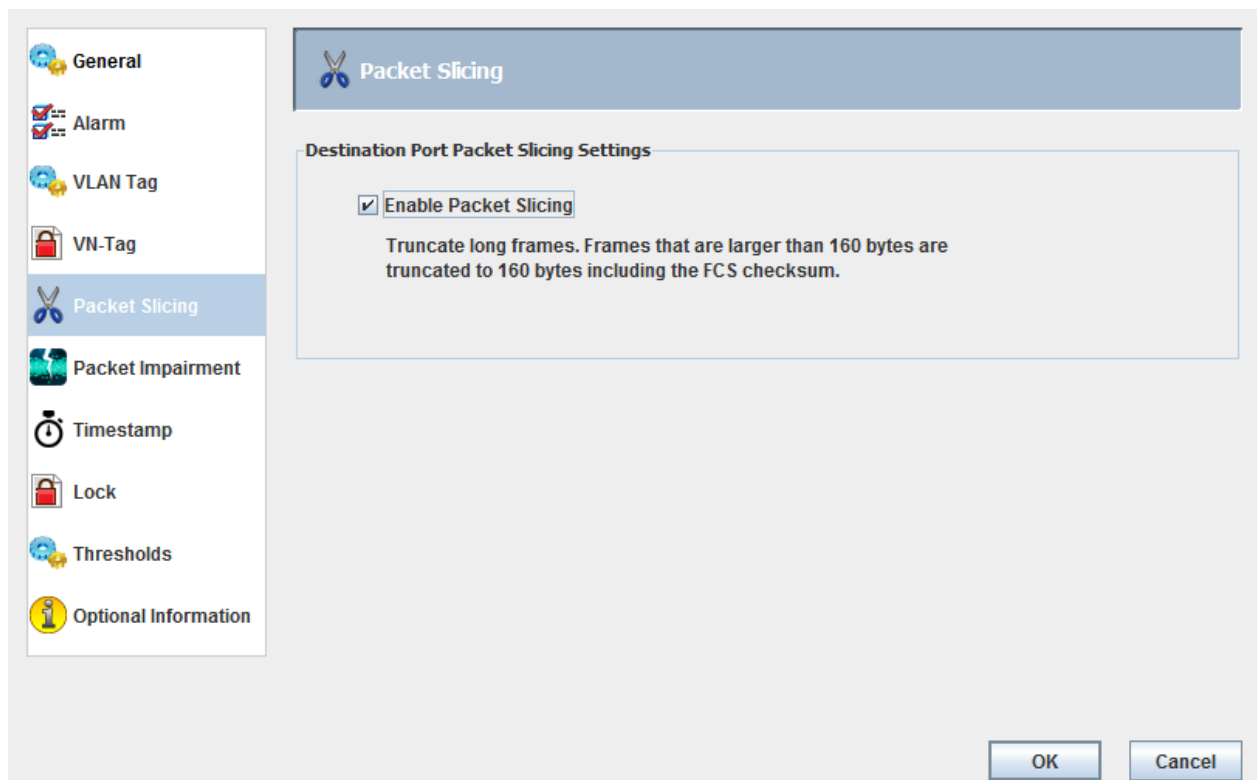 General
Alarm
VLAN Tag
VN-Tag
Packet Slicing
Packet Impairment
Timestamp
Lock
Thresholds
Optional Information
Packet Slicing
Destination Port Packet Slicing Settings
Enable Packet Slicing
Truncate long frames. Frames that are larger than 160 bytes are
truncated to 160 bytes including the FCS checksum.
OK
Cancel